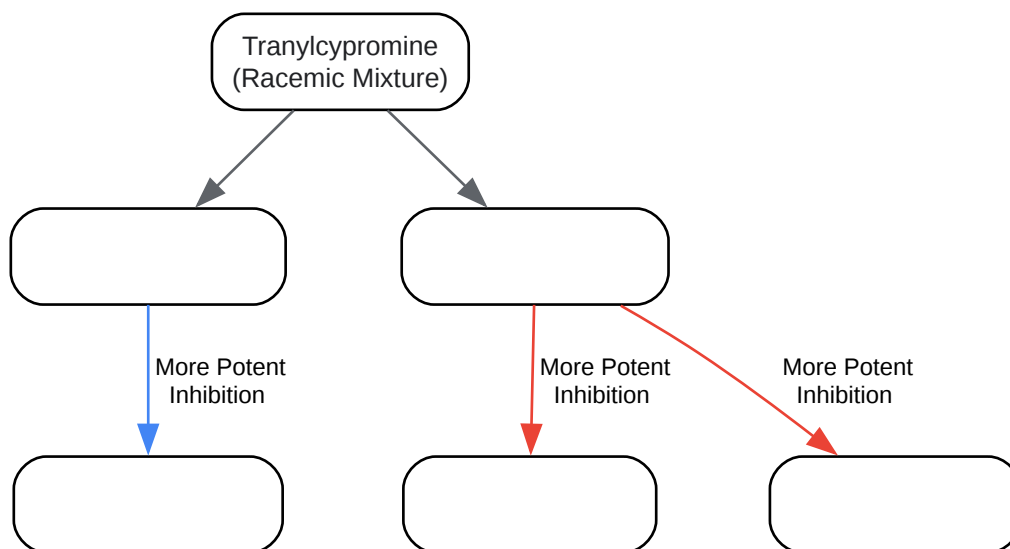 Tranylcypromine
(Racemic Mixture)
More Potent
Inhibition
More Potent
Inhibition
More Potent
Inhibition